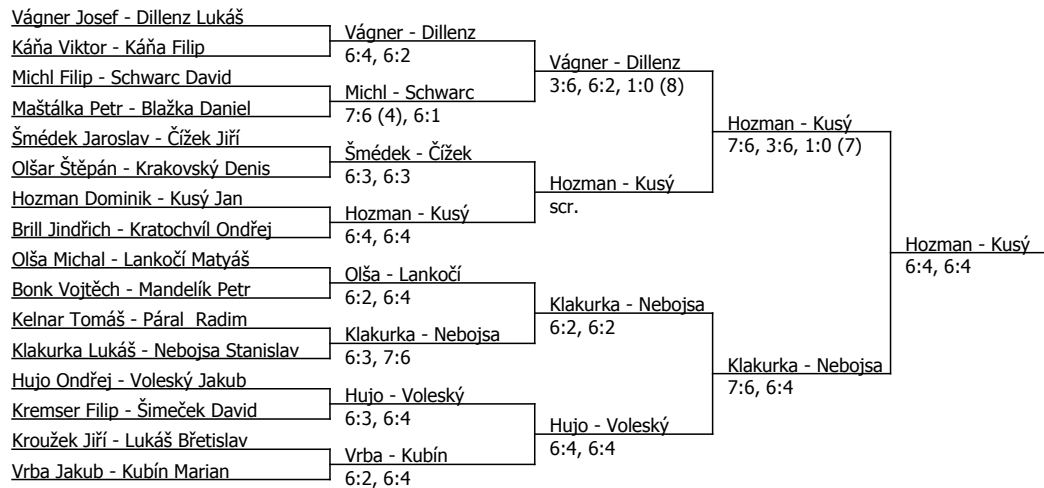 Vágner Josef - Dillenz Lukáš
Káňa Viktor - Káňa Filip
Michl Filip - Schwarc David
Maštálka Petr - Blažka Daniel
Šmédek Jaroslav - Čížek Jiří
Olšar Štěpán - Krakovský Denis
Hozman Dominik - Kusý Jan
Brill Jindřich - Kratochvíl Ondřej
Olša Michal - Lankočí Matyáš
Bonk Vojtěch - Mandelík Petr
Kelnar Tomáš - Páral  Radim
Klakurka Lukáš - Nebojsa Stanislav
Hujo Ondřej - Voleský Jakub
Kremser Filip - Šimeček David
Kroužek Jiří - Lukáš Břetislav
Vrba Jakub - Kubín Marian
Vágner - Dillenz
6:4, 6:2
Michl - Schwarc
7:6 (4), 6:1
Šmédek - Čížek
6:3, 6:3
Hozman - Kusý
6:4, 6:4
Olša - Lankočí
6:2, 6:4
Klakurka - Nebojsa
6:3, 7:6
Hujo - Voleský
6:3, 6:4
Vrba - Kubín
6:2, 6:4
Vágner - Dillenz
3:6, 6:2, 1:0 (8)
Hozman - Kusý
scr.
Klakurka - Nebojsa
6:2, 6:2
Hujo - Voleský
6:4, 6:4
Hozman - Kusý
7:6, 3:6, 1:0 (7)
Klakurka - Nebojsa
7:6, 6:4
Hozman - Kusý
6:4, 6:4